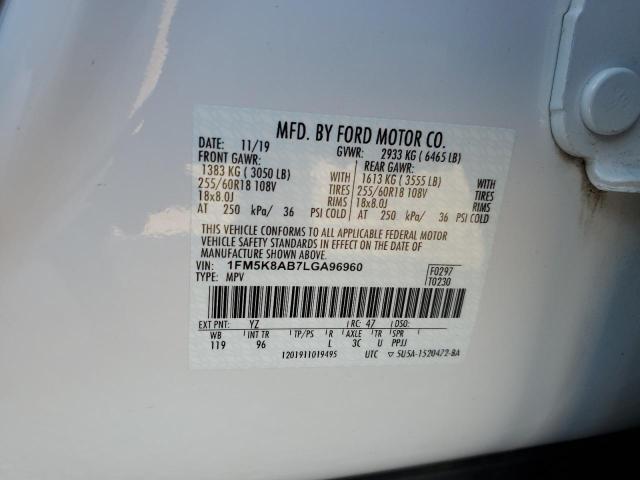 MFD. BY FORD MOTOR CO.
DATE: 11/19 GVWR: 2933 KG ( 6465 LB)
FRONT GAWR: REAR GAWR:
1383 KG ( 3050 LB) 1613 KG ( 3555 LB)
255/60R18 108V TIRES 255/60R18 108V TIRES
18x8.0J RIMS 18x8.0J RIMS
AT 250 kPa/ 36 PSI COLD AT 250 kPa/ 36 PSI COLD
THIS VEHICLE CONFORMS TO ALL APPLICABLE FEDERAL MOTOR
VEHICLE SAFETY STANDARDS IN EFFECT ON THE DATE OF
MANUFACTURE SHOWN ABOVE.
VIN: 1FM5K8AB7LGA96960 F0297
TYPE: MPV T0230
EXT PNT: YZ RC: 47 DSO:
WB INT TR TP/PS R AXLE TR SPR
119 96 L 3C U PPJJ
1201911019495 UTC ▽ 5U5A-1520472-BA